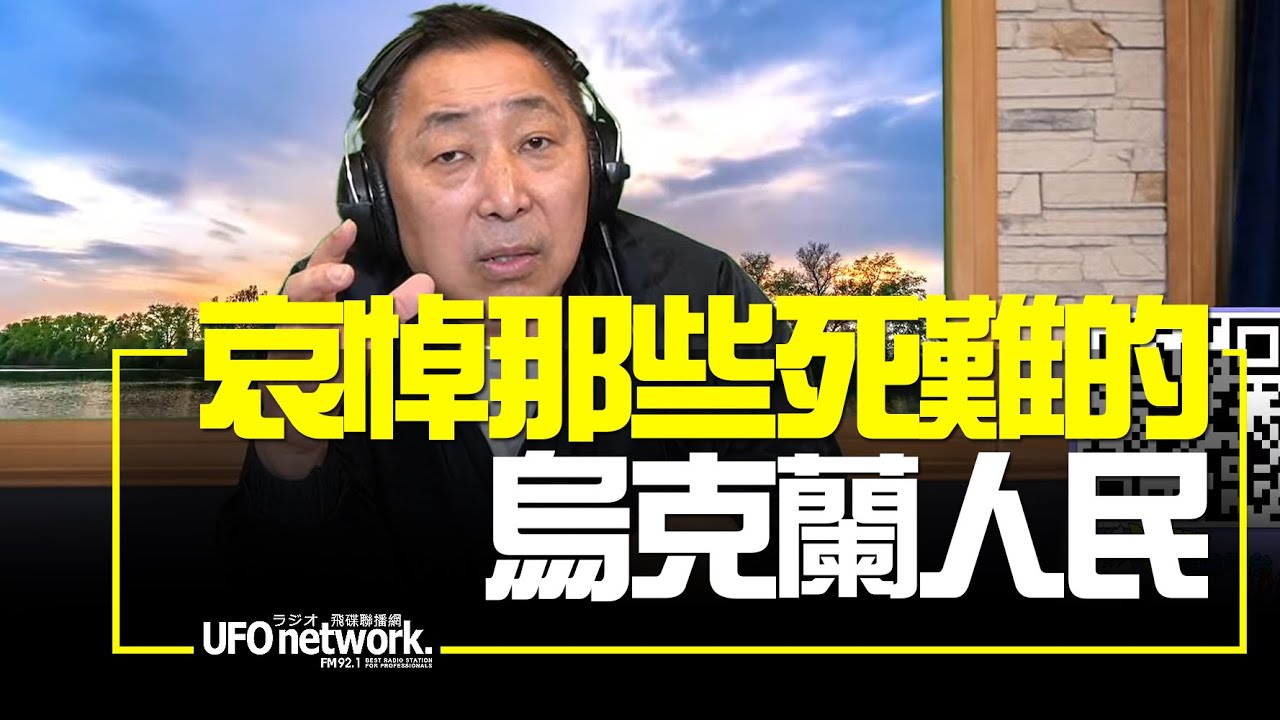 哀悼那些死難的
烏克蘭人民
ラジオ 飛碟聯播網
UFO network.
FM 92.1 BEST RADIO STATION
FOR PROFESSIONALS